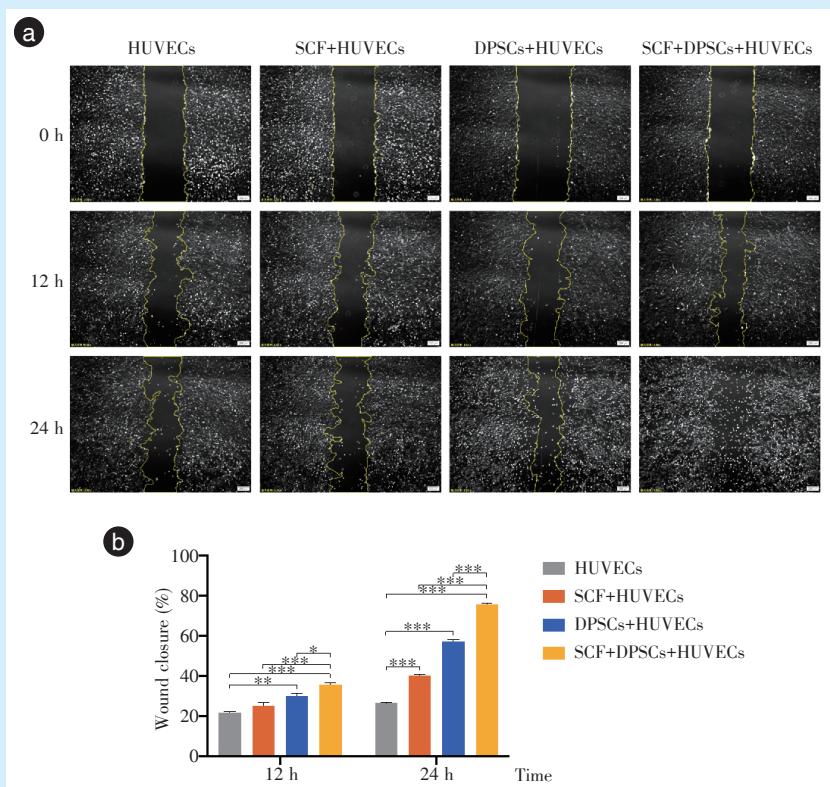 a
HUVECs SCF+HUVECs DPSCs+HUVECs SCF+DPSCs+HUVECs
0 h
12 h
24 h
b
100
80
60
40
20
0
Wound closure (%)
** *** *** *
*** *** *** *** ***
12 h 24 h Time
HUVECs
SCF+HUVECs
DPSCs+HUVECs
SCF+DPSCs+HUVECs